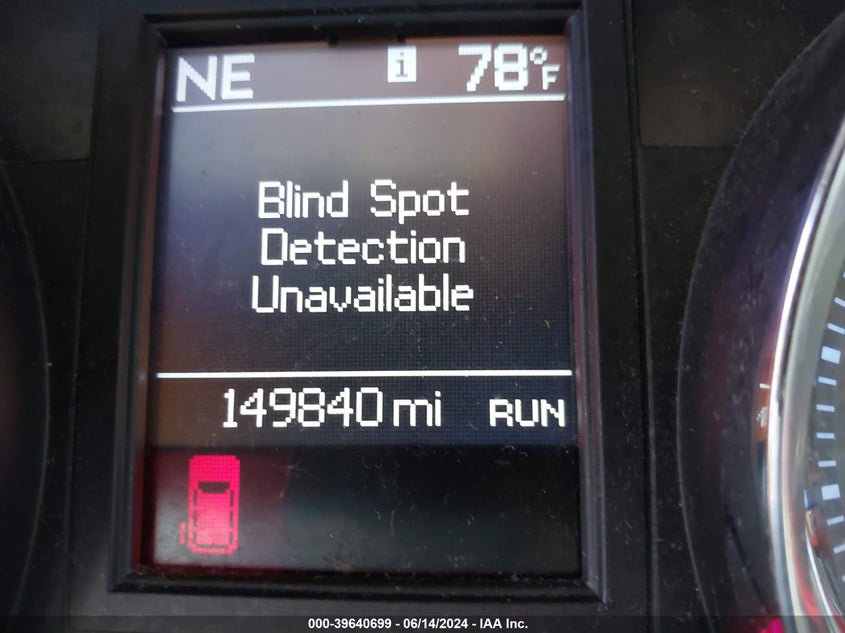 NE i 78°F
Blind Spot
Detection
Unavailable
149840 mi RUN
000-39640699 - 06/14/2024 - IAA Inc.